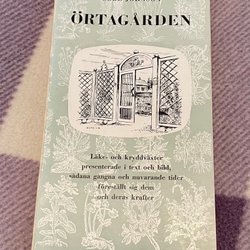 ÖRTAGÅRDEN
Läke- och kryddväxter
presenterade i text och bild,
sådana gångna och nuvarande tider
föreställt sig dem
och deras krafter